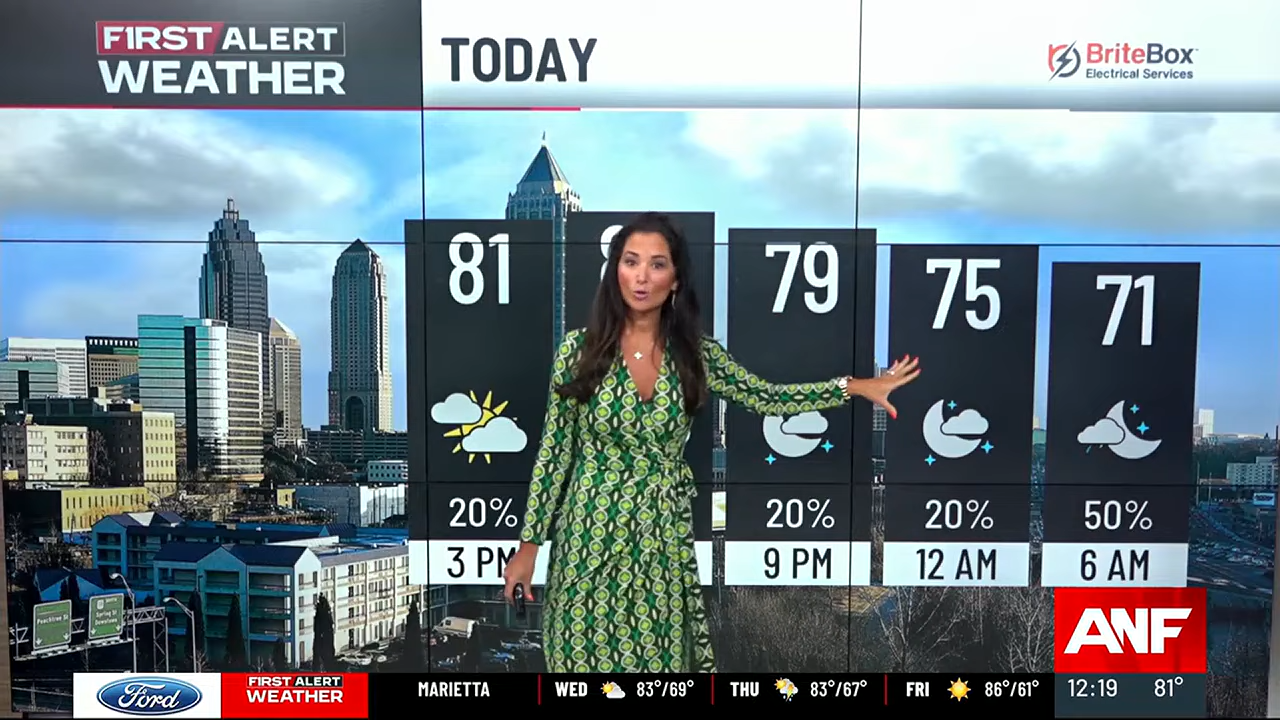 F1RST ALERT
WEATHER
TODAY
BriteBox
Electrical Services
81
79
75
71
20%
20%
20%
50%
3 PM
9 PM
12 AM
6 AM
Peachtree St
Spring St
Downtown
ANF
Ford
F1RST ALERT
WEATHER
MARIETTA
WED
83°/69°
THU
83°/67°
FRI
86°/61°
12:19
81°